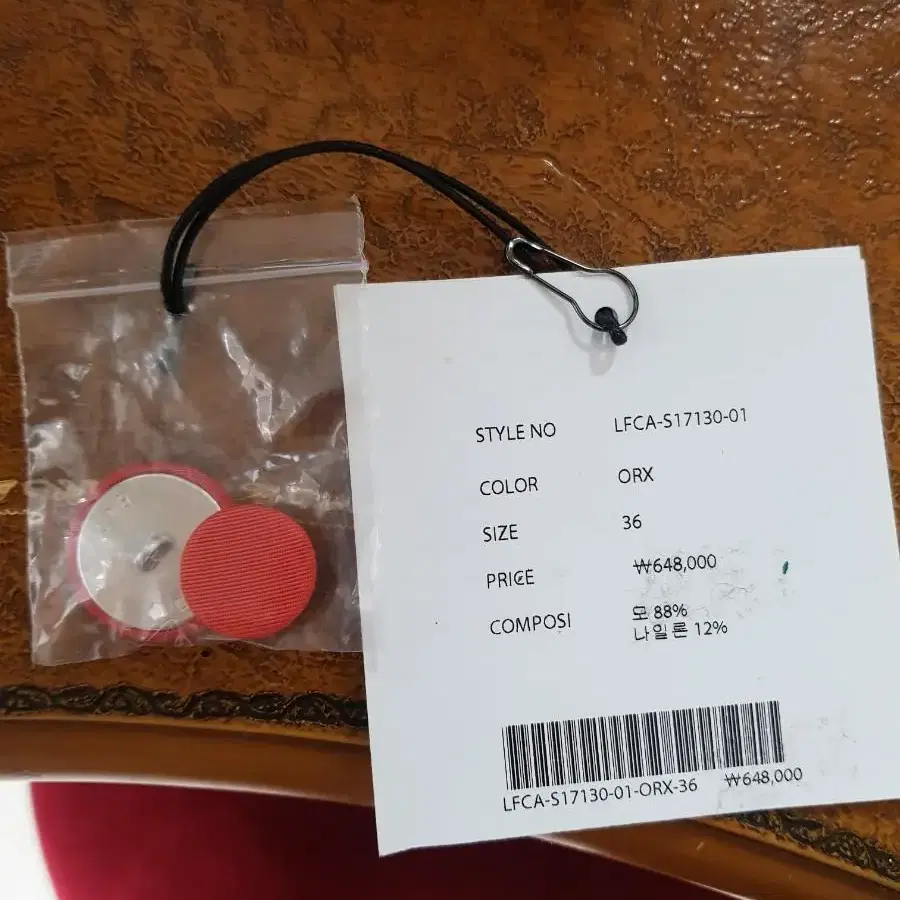 STYLE NO LFCA-S17130-01
COLOR ORX
SIZE 36
PRICE ₩648,000
COMPOSI 모 88%
나일론 12%
LFCA-S17130-01-ORX-36 ₩648,000